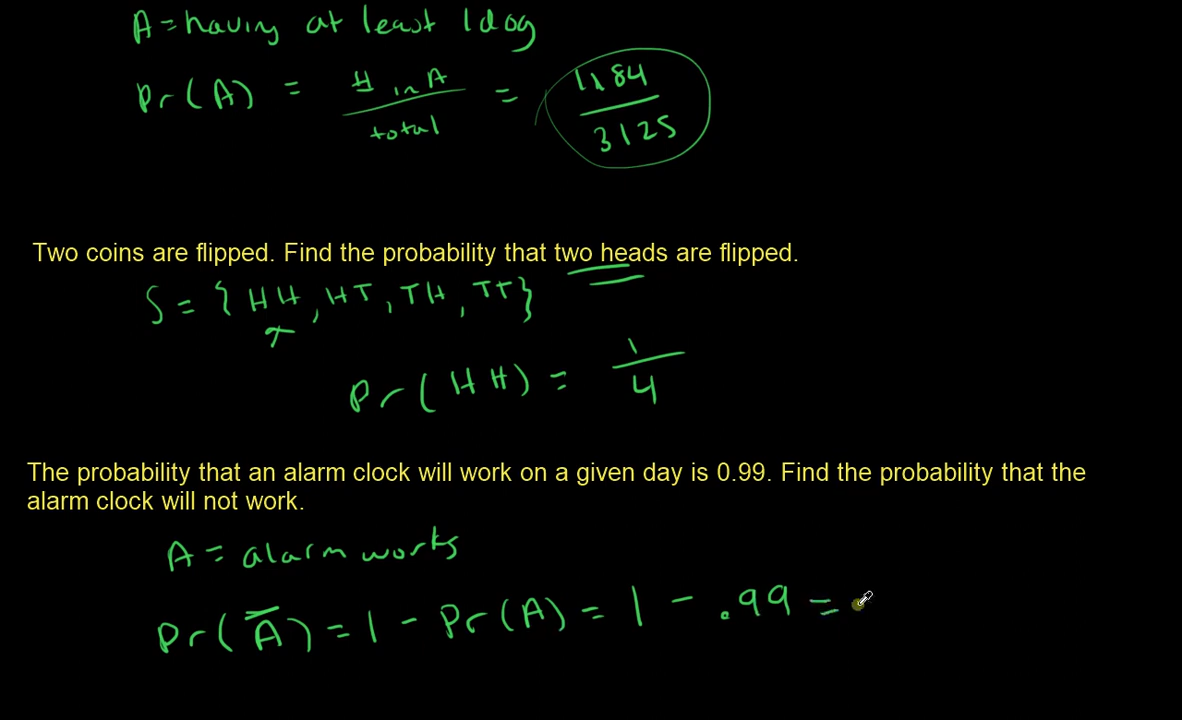 A = having at least 1 dog
Pr(A) = # in A / total = 1184 / 3125
Two coins are flipped. Find the probability that two heads are flipped.
S = { HH, HT, TH, TT }
Pr(HH) = 1/4
The probability that an alarm clock will work on a given day is 0.99. Find the probability that the
alarm clock will not work.
A = alarm works
Pr(A̅) = 1 - Pr(A) = 1 - .99 =